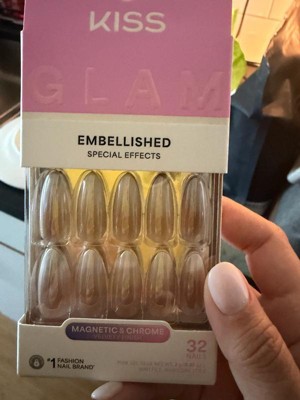 KISS
GLAM
EMBELLISHED
SPECIAL EFFECTS
MAGNETIC & CHROME
32
NAILS
#1 FASHION
NAIL BRAND